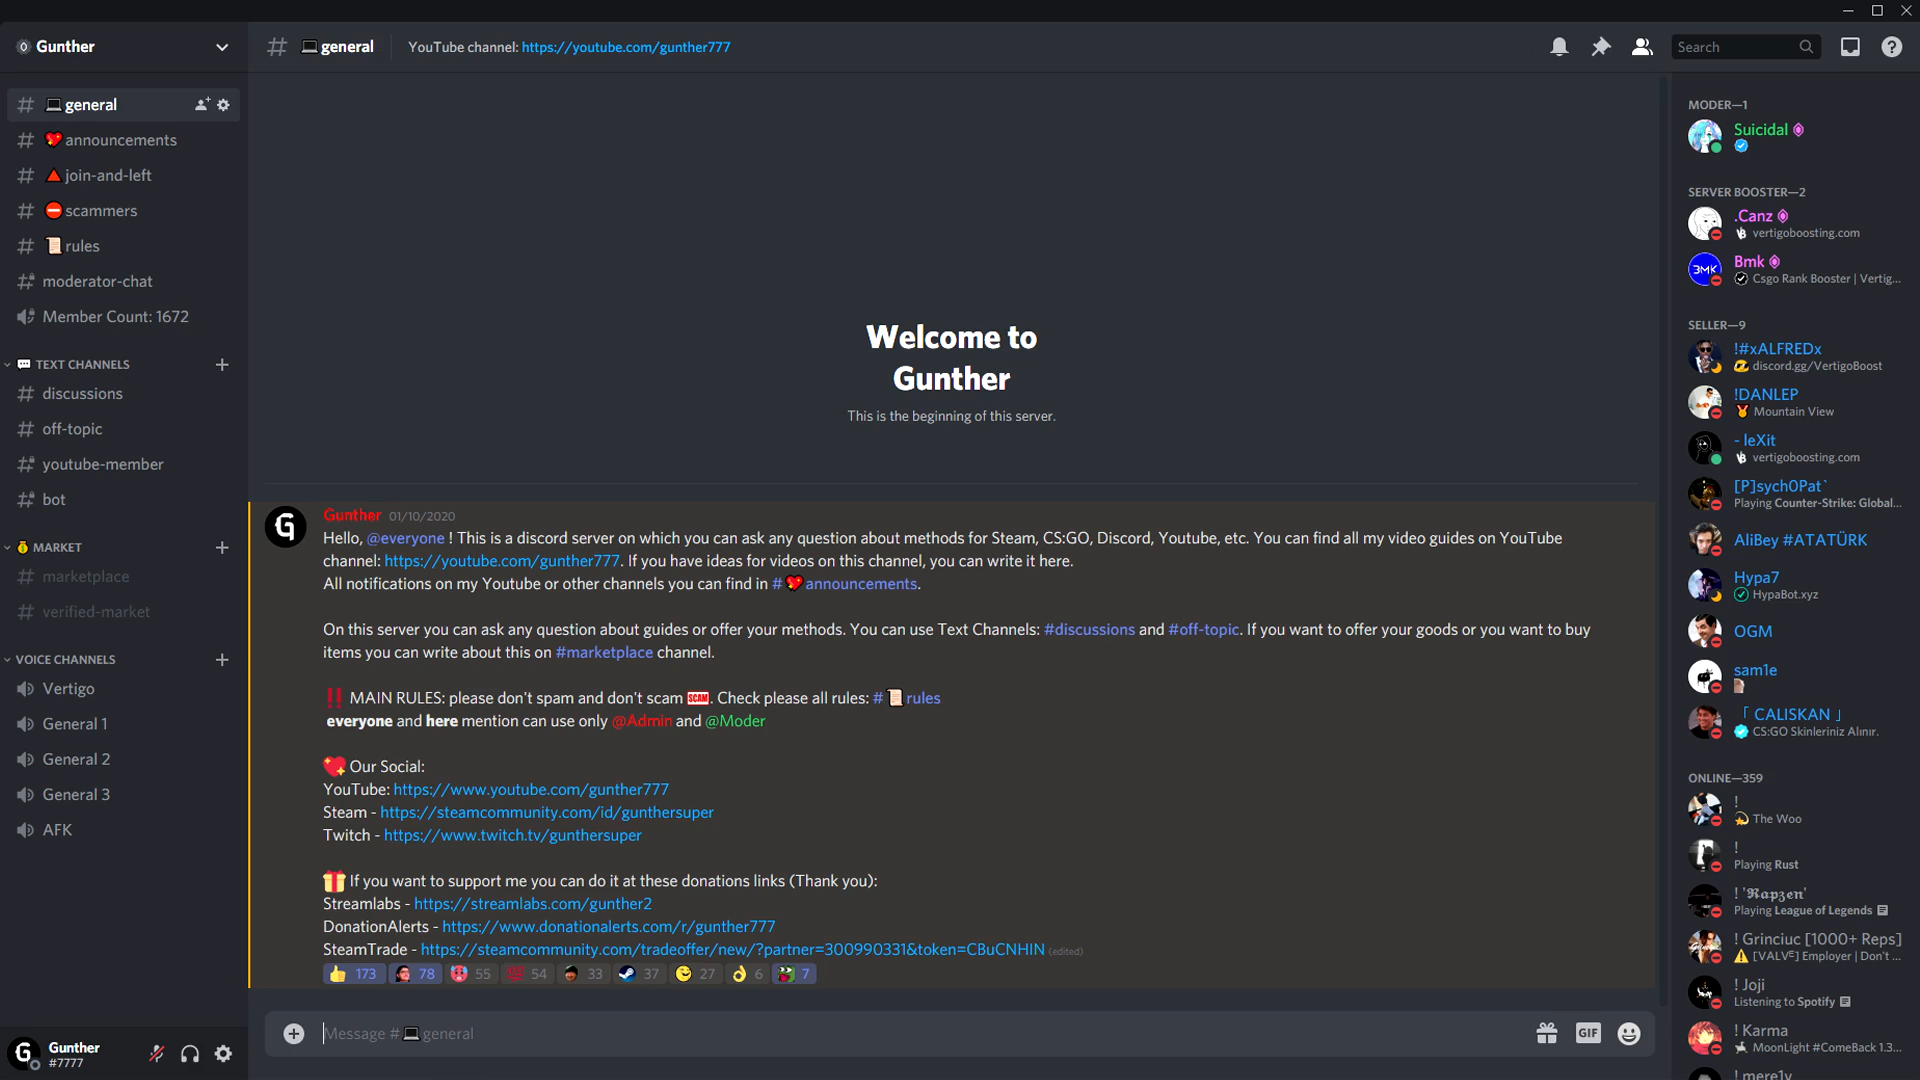 Gunther
general
announcements
join-and-left
scammers
rules
moderator-chat
Member Count: 1672
TEXT CHANNELS
discussions
off-topic
youtube-member
bot
MARKET
marketplace
verified-market
VOICE CHANNELS
Vertigo
General 1
General 2
General 3
AFK
Gunther
#7777
general
YouTube channel: https://youtube.com/gunther777
Search
Welcome to
Gunther
This is the beginning of this server.
Gunther 01/10/2020
Hello, @everyone ! This is a discord server on which you can ask any question about methods for Steam, CS:GO, Discord, Youtube, etc. You can find all my video guides on YouTube
channel: https://youtube.com/gunther777. If you have ideas for videos on this channel, you can write it here.
All notifications on my Youtube or other channels you can find in # 💖announcements.
On this server you can ask any question about guides or offer your methods. You can use Text Channels: #discussions and #off-topic. If you want to offer your goods or you want to buy
items you can write about this on #marketplace channel.
‼ MAIN RULES: please don't spam and don't scam SCAM. Check please all rules: # 📜rules
everyone and here mention can use only @Admin and @Moder
💖 Our Social:
YouTube: https://www.youtube.com/gunther777
Steam - https://steamcommunity.com/id/gunthersuper
Twitch - https://www.twitch.tv/gunthersuper
🎁 If you want to support me you can do it at these donations links (Thank you):
Streamlabs - https://streamlabs.com/gunther2
DonationAlerts - https://www.donationalerts.com/r/gunther777
SteamTrade - https://steamcommunity.com/tradeoffer/new/?partner=300990331&token=CBuCNHIN (edited)
173 78 55 54 33 37 27 6 7
Message # 💻general
GIF
MODER—1
Suicidal
SERVER BOOSTER—2
.Canz
vertigoboosting.com
BMK
Bmk
Csgo Rank Booster | Vertig...
SELLER—9
!#xALFREDx
discord.gg/VertigoBoost
!DANLEP
Mountain View
- leXit
vertigoboosting.com
[P]sych0Pat`
Playing Counter-Strike: Global...
AliBey #ATATÜRK
Hypa7
HypaBot.xyz
OGM
sam1e
「 CALISKAN 」
CS:GO Skinleriniz Alınır.
ONLINE—359
!
The Woo
!
Playing Rust
! '𝕽𝖆𝖕𝖟𝖊𝖓'
Playing League of Legends
! Grinciuc [1000+ Reps]
[VALVᴱ] Employer | Don't ...
! Joji
Listening to Spotify
! Karma
MoonLight #ComeBack 1.3...
! mere1y